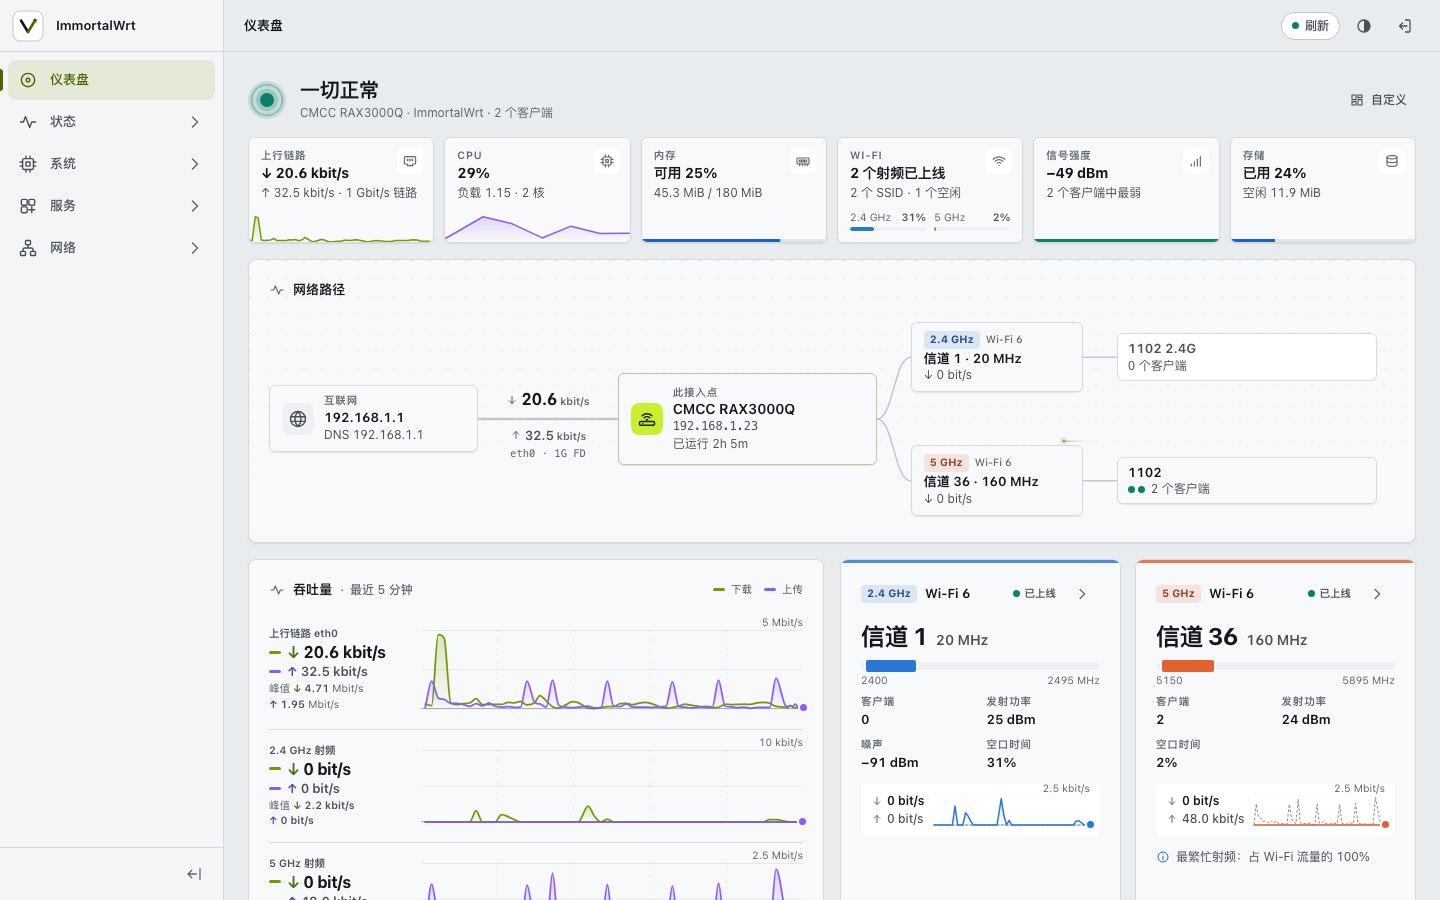 ImmortalWrt
仪表盘
刷新
仪表盘
状态
系统
服务
网络
一切正常
CMCC RAX3000Q · ImmortalWrt · 2 个客户端
自定义
上行链路
↓ 20.6 kbit/s
↑ 32.5 kbit/s · 1 Gbit/s 链路
CPU
29%
负载 1.15 · 2 核
内存
可用 25%
45.3 MiB / 180 MiB
WI-FI
2 个射频已上线
2 个 SSID · 1 个空闲
2.4 GHz 31% 5 GHz 2%
信号强度
−49 dBm
2 个客户端中最弱
存储
已用 24%
空闲 11.9 MiB
网络路径
互联网
192.168.1.1
DNS 192.168.1.1
↓ 20.6 kbit/s
↑ 32.5 kbit/s
eth0 · 1G FD
此接入点
CMCC RAX3000Q
192.168.1.23
已运行 2h 5m
2.4 GHz Wi-Fi 6
信道 1 · 20 MHz
↓ 0 bit/s
1102 2.4G
0 个客户端
5 GHz Wi-Fi 6
信道 36 · 160 MHz
↓ 0 bit/s
1102
2 个客户端
吞吐量 · 最近 5 分钟
下载 上传
上行链路 eth0
↓ 20.6 kbit/s
↑ 32.5 kbit/s
峰值 ↓ 4.71 Mbit/s
↑ 1.95 Mbit/s
5 Mbit/s
2.4 GHz 射频
↓ 0 bit/s
↑ 0 bit/s
峰值 ↓ 2.2 kbit/s
↑ 0 bit/s
10 kbit/s
5 GHz 射频
↓ 0 bit/s
↑ 48.0 kbit/s
2.5 Mbit/s
2.4 GHz Wi-Fi 6 已上线
信道 1 20 MHz
2400 2495 MHz
客户端 发射功率
0 25 dBm
噪声 空口时间
−91 dBm 31%
2.5 kbit/s
↓ 0 bit/s
↑ 0 bit/s
5 GHz Wi-Fi 6 已上线
信道 36 160 MHz
5150 5895 MHz
客户端 发射功率
2 24 dBm
空口时间
2%
2.5 Mbit/s
↓ 0 bit/s
↑ 48.0 kbit/s
最繁忙射频：占 Wi-Fi 流量的 100%